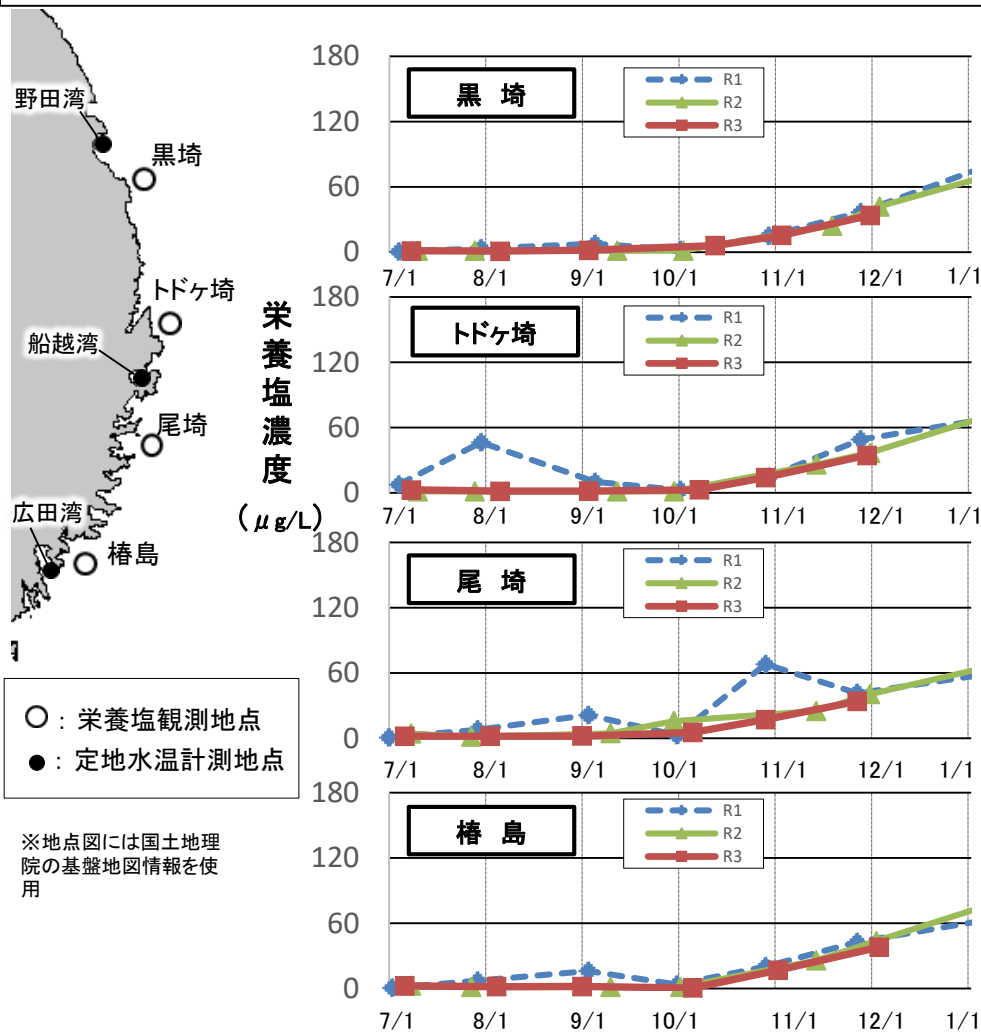 野田湾
黒埼
トドヶ埼
船越湾
尾埼
広田湾
椿島
○：栄養塩観測地点
●：定地水温計測地点
※地点図には国土地理
院の基盤地図情報を使
用
栄養塩濃度
(μg/L)
黒 埼
R1
R2
R3
180
120
60
0
7/1 8/1 9/1 10/1 11/1 12/1 1/1
トドヶ埼
R1
R2
R3
180
120
60
0
7/1 8/1 9/1 10/1 11/1 12/1 1/1
尾 埼
R1
R2
R3
180
120
60
0
7/1 8/1 9/1 10/1 11/1 12/1 1/1
椿 島
R1
R2
R3
180
120
60
0
7/1 8/1 9/1 10/1 11/1 12/1 1/1